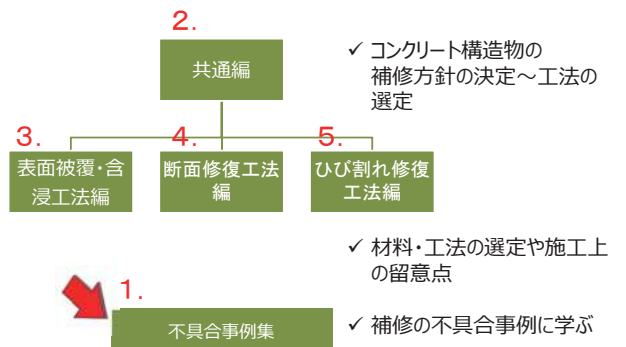 2.
共通編
✓ コンクリート構造物の
補修方針の決定～工法の
選定
3.
表面被覆・含
浸工法編
4.
断面修復工法
編
5.
ひび割れ修復
工法編
✓ 材料・工法の選定や施工上
の留意点
1.
不具合事例集
✓ 補修の不具合事例に学ぶ